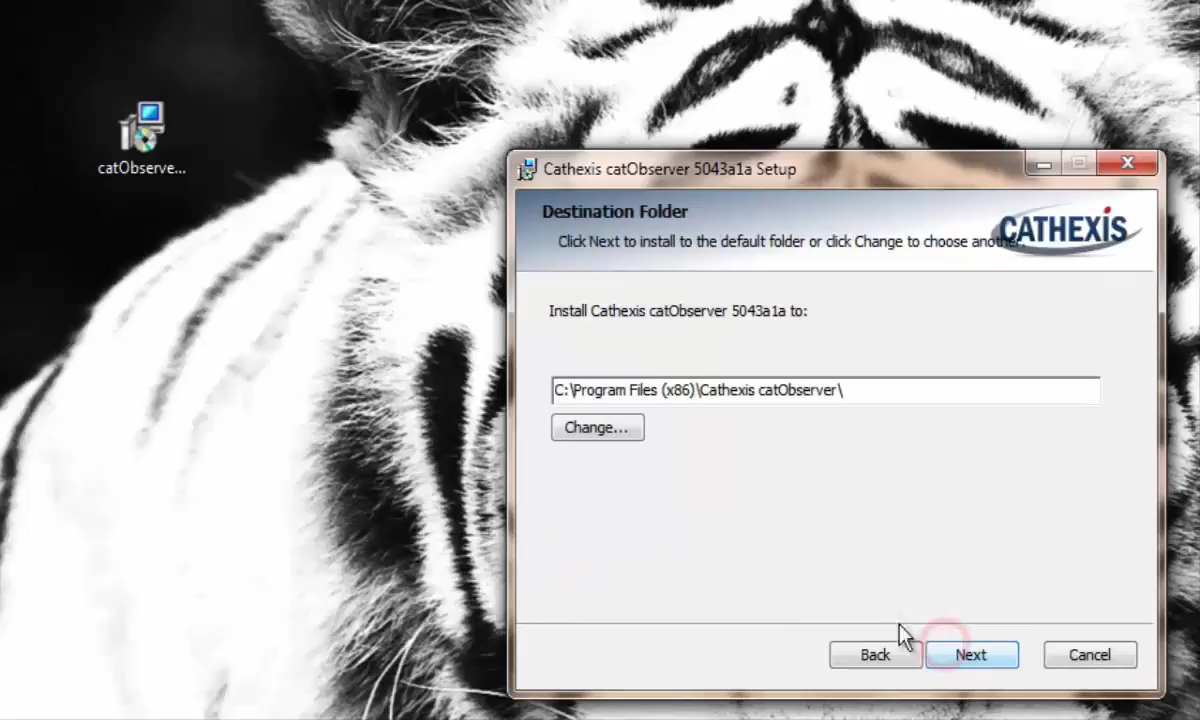 catObserve...
Cathexis catObserver 5043a1a Setup
Destination Folder
Click Next to install to the default folder or click Change to choose another.
CATHEXIS
Install Cathexis catObserver 5043a1a to:
C:\Program Files (x86)\Cathexis catObserver\
Change...
Back
Next
Cancel